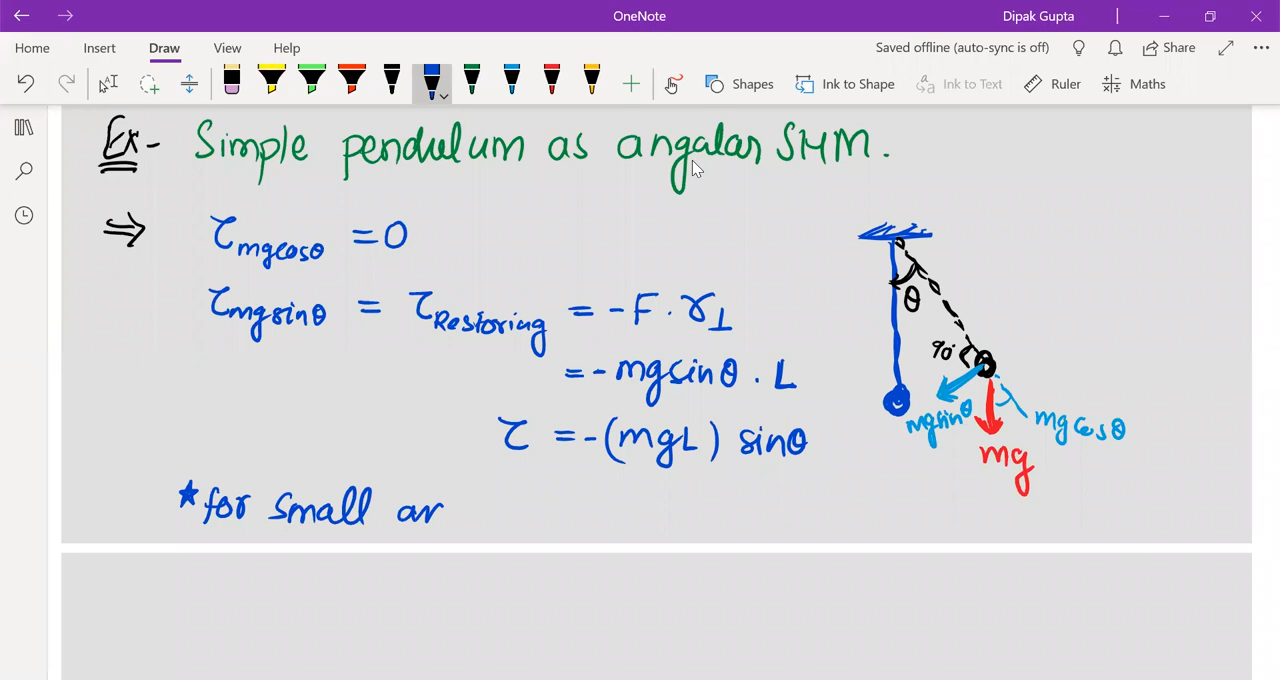 OneNote
Dipak Gupta
Home Insert Draw View Help
Saved offline (auto-sync is off)
Share
Shapes
Ink to Shape
Ink to Text
Ruler
Maths
Ex- Simple pendulum as angular SHM.
⇒ τmgcosθ = 0
τmgsinθ = τRestoring = -F . r⊥
= - mgsinθ . L
τ = -(mgL) sinθ
*for small an
θ
90°
mgsinθ
mgcosθ
mg